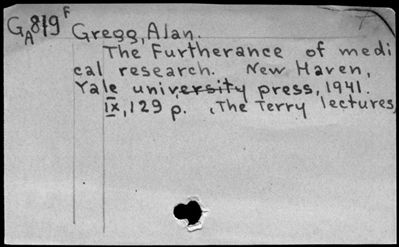 GA819F Gregg, Alan.
The Furtherance of medi
cal research. New Haven,
Yale university press, 1941.
IX, 129 p. (The Terry lectures)